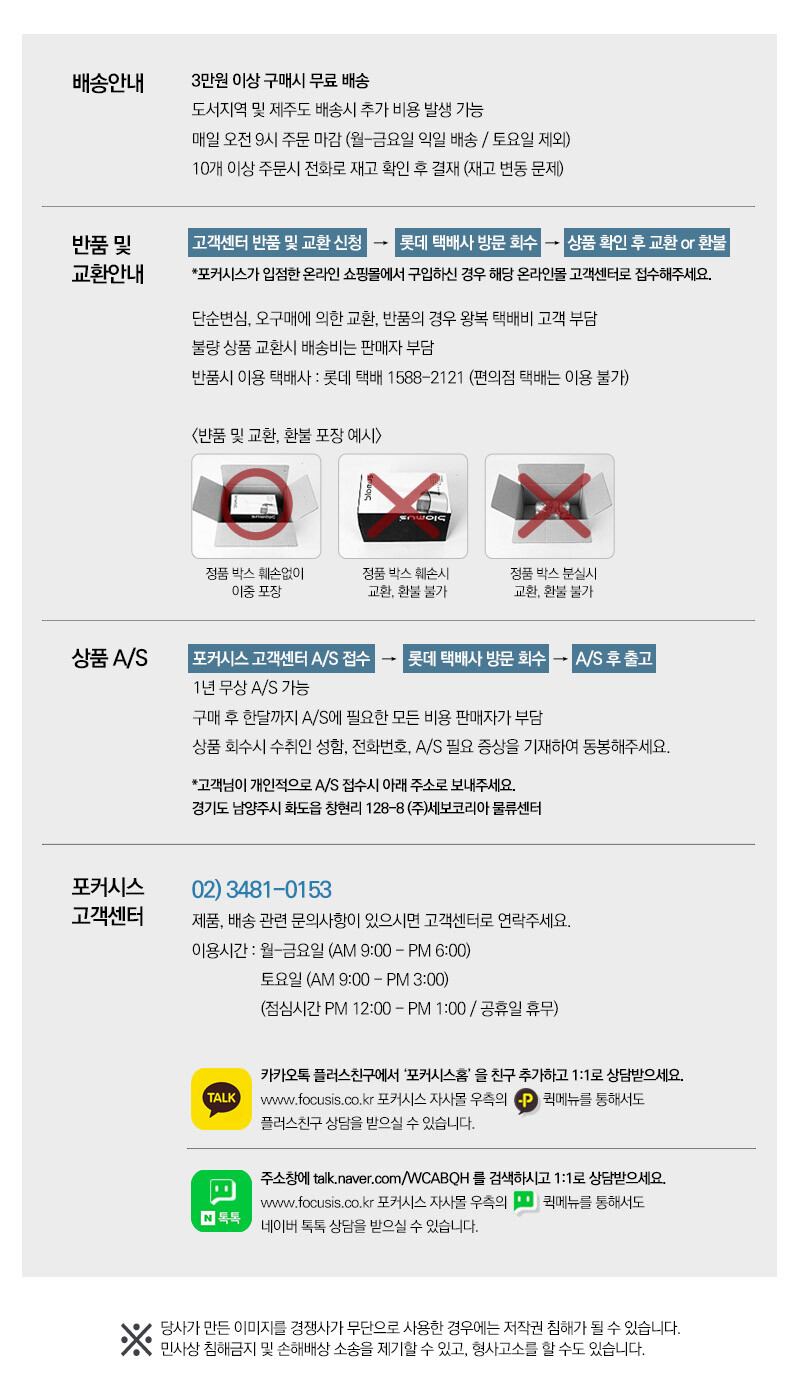 배송안내
3만원 이상 구매시 무료 배송
도서지역 및 제주도 배송시 추가 비용 발생 가능
매일 오전 9시 주문 마감 (월-금요일 익일 배송 / 토요일 제외)
10개 이상 주문시 전화로 재고 확인 후 결재 (재고 변동 문제)
반품 및
교환안내
고객센터 반품 및 교환 신청 → 롯데 택배사 방문 회수 → 상품 확인 후 교환 or 환불
*포커시스가 입점한 온라인 쇼핑몰에서 구입하신 경우 해당 온라인몰 고객센터로 접수해주세요.
단순변심, 오구매에 의한 교환, 반품의 경우 왕복 택배비 고객 부담
불량 상품 교환시 배송비는 판매자 부담
반품시 이용 택배사 : 롯데 택배 1588-2121 (편의점 택배는 이용 불가)
<반품 및 교환, 환불 포장 예시>
blomus
blomus
정품 박스 훼손없이
이중 포장
정품 박스 훼손시
교환, 환불 불가
정품 박스 분실시
교환, 환불 불가
상품 A/S
포커시스 고객센터 A/S 접수 → 롯데 택배사 방문 회수 → A/S 후 출고
1년 무상 A/S 가능
구매 후 한달까지 A/S에 필요한 모든 비용 판매자가 부담
상품 회수시 수취인 성함, 전화번호, A/S 필요 증상을 기재하여 동봉해주세요.
*고객님이 개인적으로 A/S 접수시 아래 주소로 보내주세요.
경기도 남양주시 화도읍 창현리 128-8 (주)세보코리아 물류센터
포커시스
고객센터
02) 3481-0153
제품, 배송 관련 문의사항이 있으시면 고객센터로 연락주세요.
이용시간 : 월-금요일 (AM 9:00 - PM 6:00)
토요일 (AM 9:00 - PM 3:00)
(점심시간 PM 12:00 - PM 1:00 / 공휴일 휴무)
TALK
카카오톡 플러스친구에서 '포커시스홈' 을 친구 추가하고 1:1로 상담받으세요.
www.focusis.co.kr 포커시스 자사몰 우측의 P 퀵메뉴를 통해서도
플러스친구 상담을 받으실 수 있습니다.
N 톡톡
주소창에 talk.naver.com/WCABQH 를 검색하시고 1:1로 상담받으세요.
www.focusis.co.kr 포커시스 자사몰 우측의 퀵메뉴를 통해서도
네이버 톡톡 상담을 받으실 수 있습니다.
※ 당사가 만든 이미지를 경쟁사가 무단으로 사용한 경우에는 저작권 침해가 될 수 있습니다.
민사상 침해금지 및 손해배상 소송을 제기할 수 있고, 형사고소를 할 수도 있습니다.